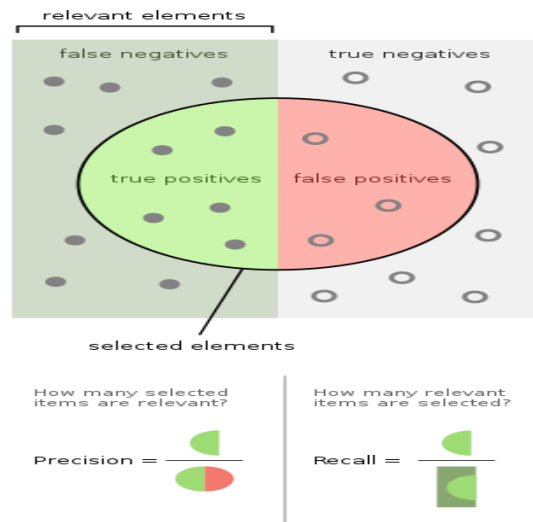 relevant elements
false negatives
true negatives
true positives
false positives
selected elements
How many selected
items are relevant?
How many relevant
items are selected?
Precision =
Recall =